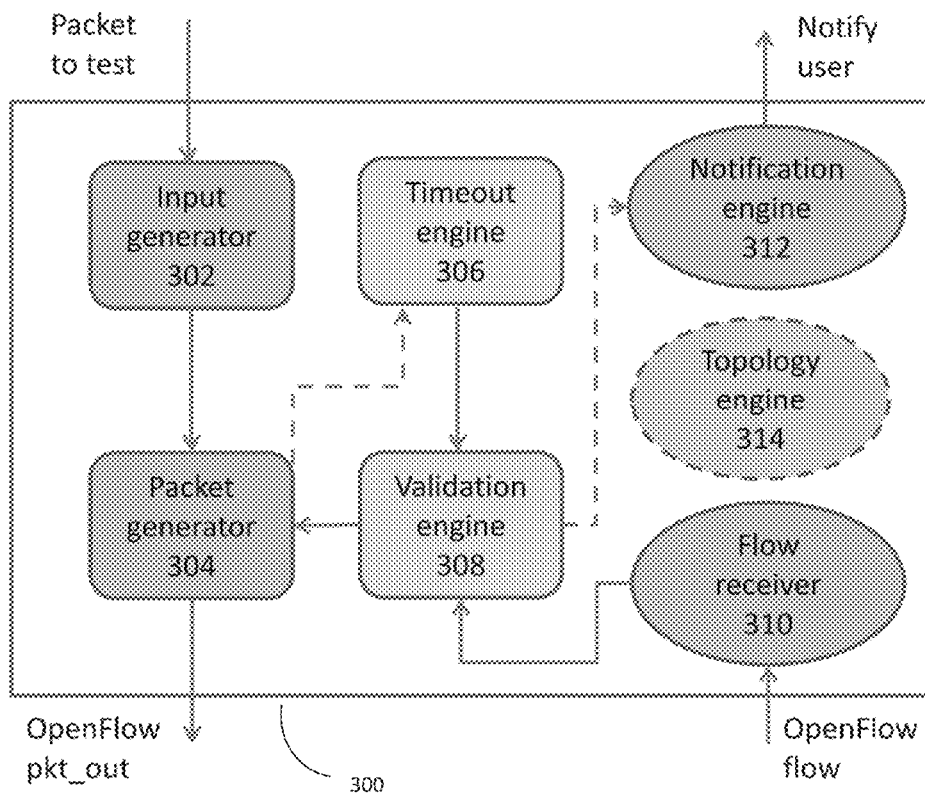 Packet
to test
Notify
user
Input
generator
302
Timeout
engine
306
Notification
engine
312
Topology
engine
314
Packet
generator
304
Validation
engine
308
Flow
receiver
310
OpenFlow
pkt_out
300
OpenFlow
flow